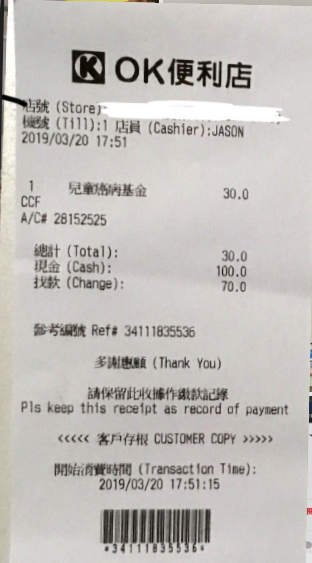 K OK便利店
店號 (Store):
機號 (Till):1 店員 (Cashier):JASON
2019/03/20 17:51
1 兒童癌病基金 30.0
CCF
A/C# 28152525
總計 (Total): 30.0
現金 (Cash): 100.0
找款 (Change): 70.0
參考編號 Ref# 34111835536
多謝惠顧 (Thank You)
請保留此收據作繳款記錄
Pls keep this receipt as record of payment
<<<<< 客戶存根 CUSTOMER COPY >>>>>
開始消費時間 (Transaction Time):
2019/03/20 17:51:15
*34111835536*